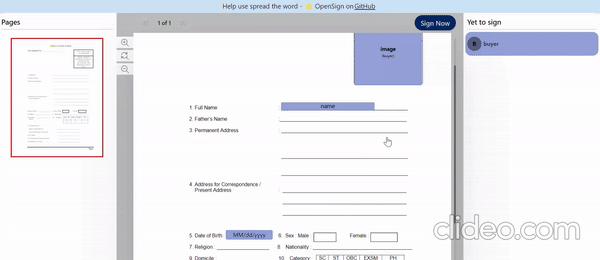 Help use spread the word - ⭐ OpenSign on GitHub
Pages
1 of 1
Sign Now
Yet to sign
B buyer
image
(buyer)
1. Full Name
name
2. Father's Name
3. Permanent Address
4 Address for Correspondence /
Present Address
5. Date of Birth: MM/dd/yyyy 6. Sex : Male Female
7. Religion : 8 Nationality :
9. Domicile 10. Category SC ST OBC EXSM PH
clideo.com